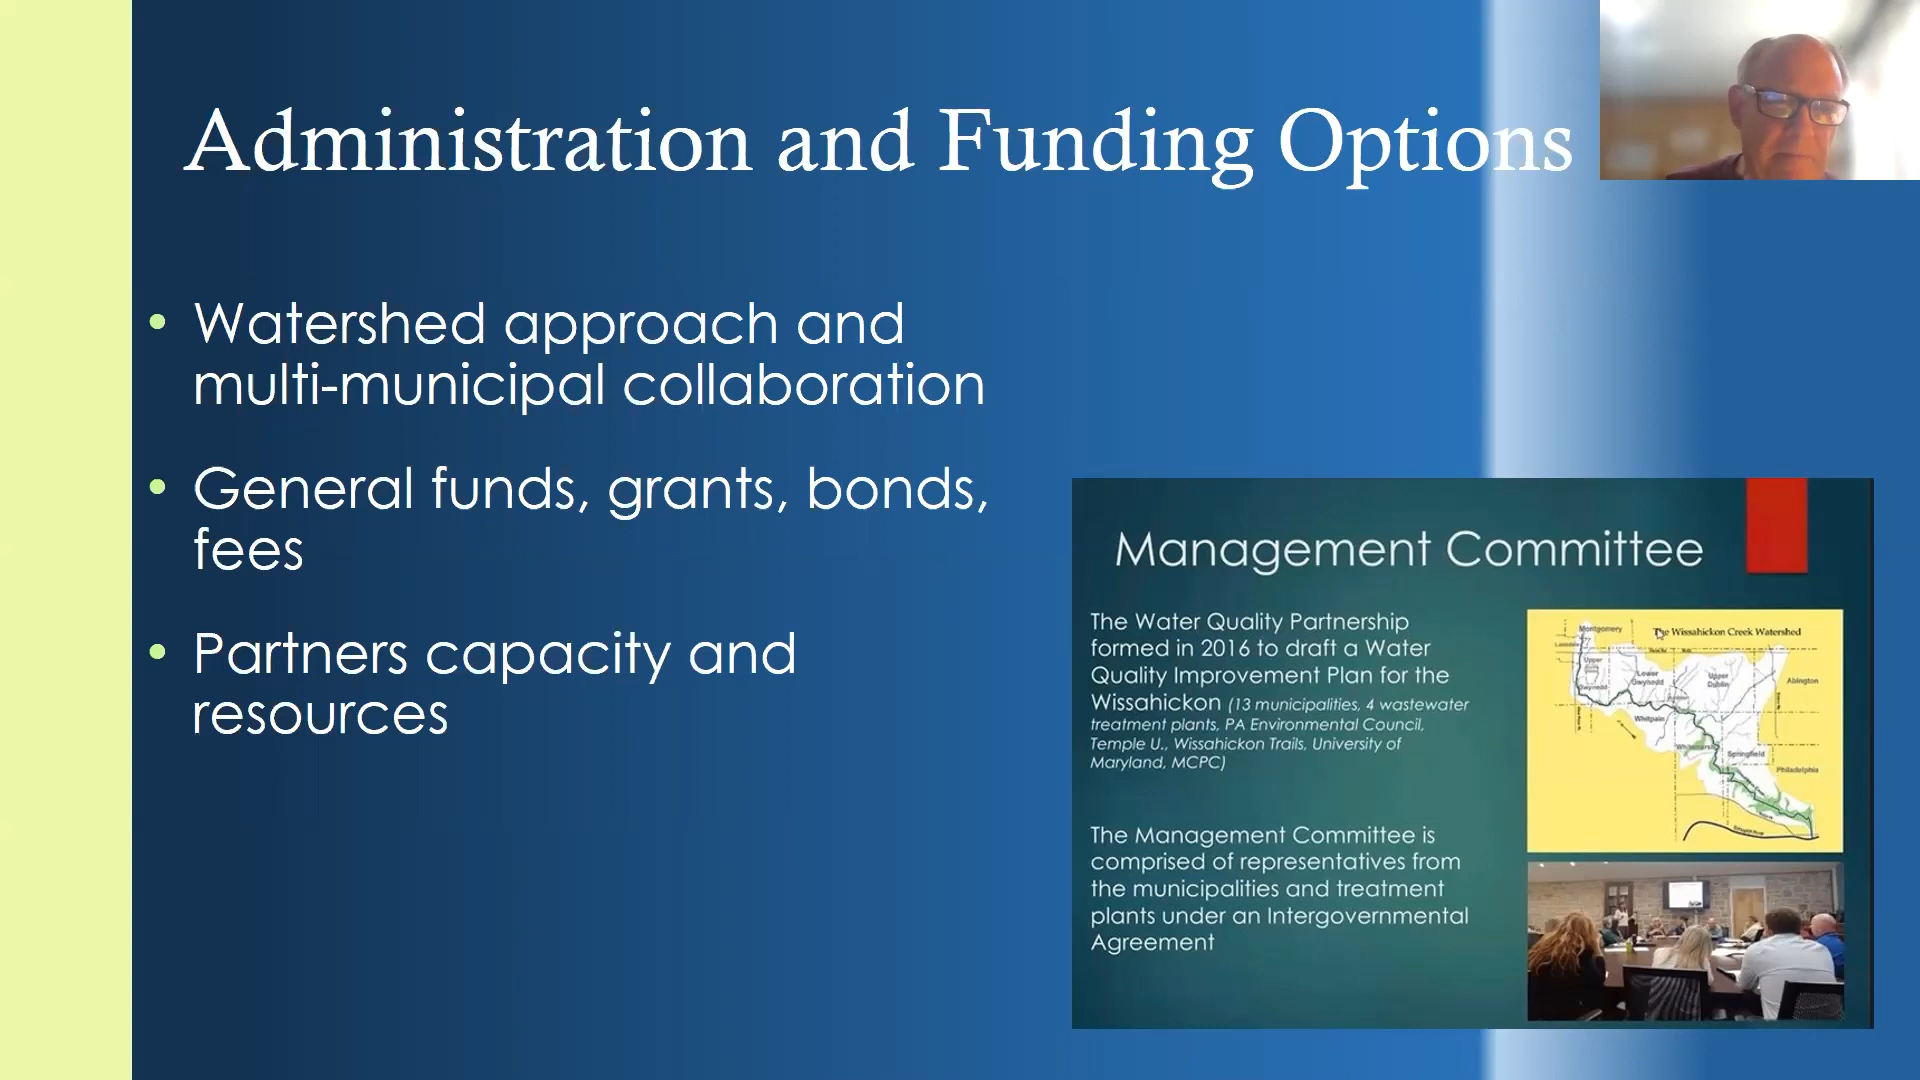 Administration and Funding Options
• Watershed approach and
multi-municipal collaboration
• General funds, grants, bonds,
fees
• Partners capacity and
resources
Management Committee
The Water Quality Partnership
formed in 2016 to draft a Water
Quality Improvement Plan for the
Wissahickon (13 municipalities, 4 wastewater
treatment plants, PA Environmental Council,
Temple U., Wissahickon Trails, University of
Maryland, MCPC)
The Management Committee is
comprised of representatives from
the municipalities and treatment
plants under an Intergovernmental
Agreement
The Wissahickon Creek Watershed
Montgomery
Upper
Gwynedd
Lower
Gwynedd
Upper
Dublin
Abington
Whitpain
Springfield
Philadelphia